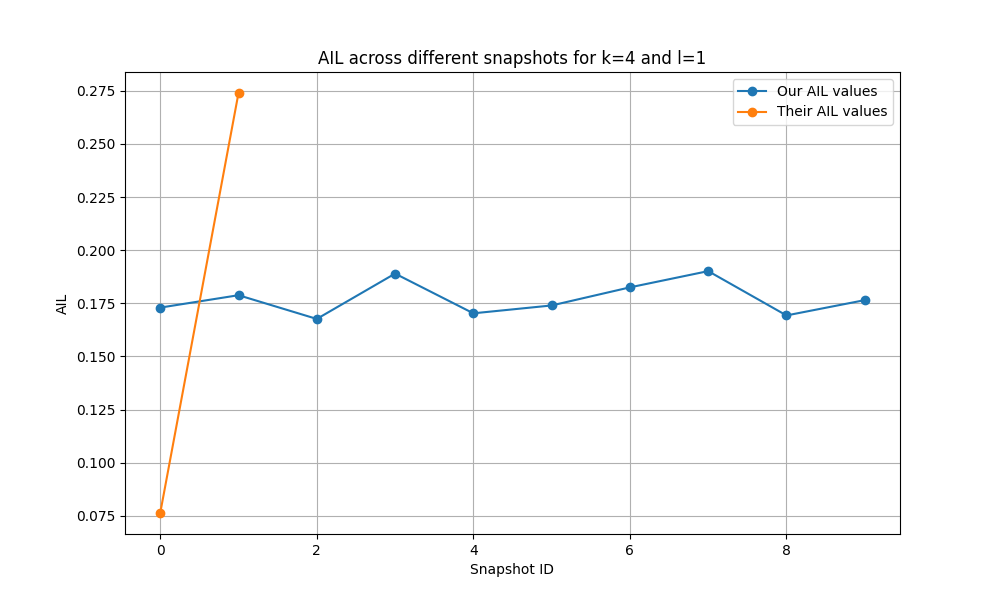 AIL across different snapshots for k=4 and l=1
Our AIL values
Their AIL values
0.275
0.250
0.225
0.200
0.175
0.150
0.125
0.100
0.075
AIL
0 2 4 6 8
Snapshot ID